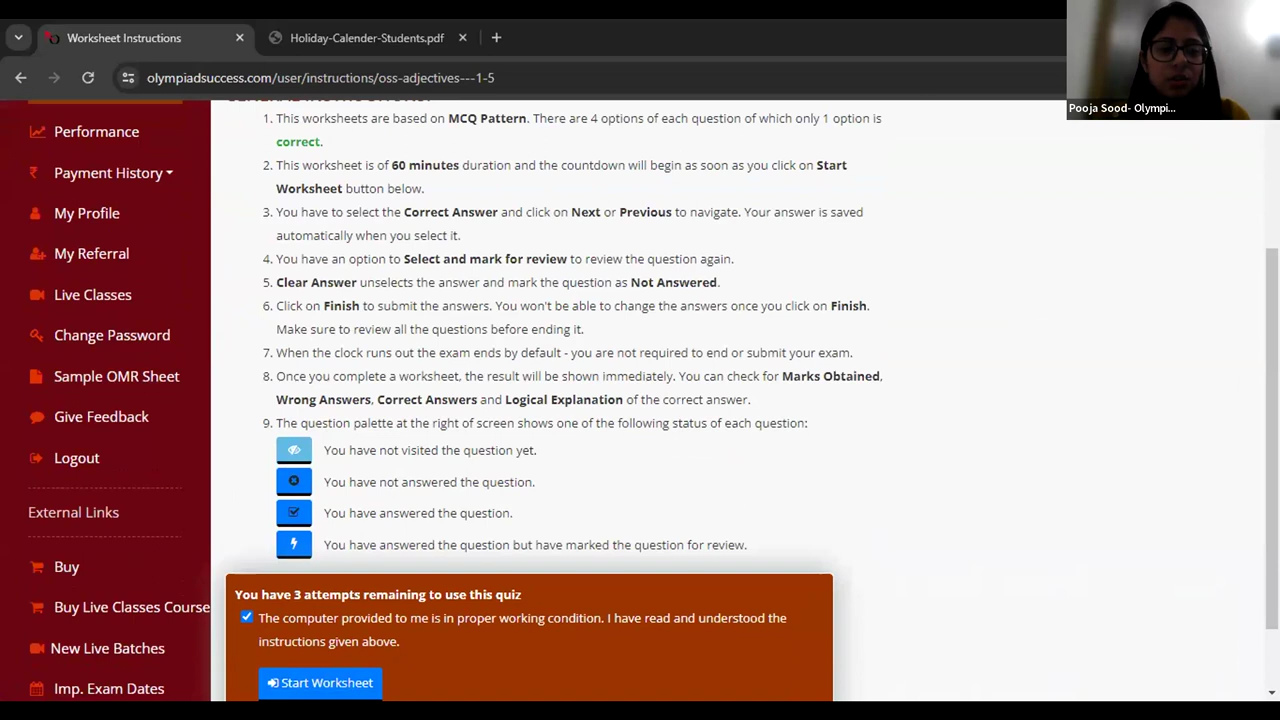 Worksheet Instructions
Holiday-Calender-Students.pdf
olympiadsuccess.com/user/instructions/oss-adjectives---1-5
Pooja Sood- Olympi...
Performance
Payment History
My Profile
My Referral
Live Classes
Change Password
Sample OMR Sheet
Give Feedback
Logout
External Links
Buy
Buy Live Classes Course
New Live Batches
Imp. Exam Dates
1. This worksheets are based on MCQ Pattern. There are 4 options of each question of which only 1 option is
correct.
2. This worksheet is of 60 minutes duration and the countdown will begin as soon as you click on Start
Worksheet button below.
3. You have to select the Correct Answer and click on Next or Previous to navigate. Your answer is saved
automatically when you select it.
4. You have an option to Select and mark for review to review the question again.
5. Clear Answer unselects the answer and mark the question as Not Answered.
6. Click on Finish to submit the answers. You won't be able to change the answers once you click on Finish.
Make sure to review all the questions before ending it.
7. When the clock runs out the exam ends by default - you are not required to end or submit your exam.
8. Once you complete a worksheet, the result will be shown immediately. You can check for Marks Obtained,
Wrong Answers, Correct Answers and Logical Explanation of the correct answer.
9. The question palette at the right of screen shows one of the following status of each question:
You have not visited the question yet.
You have not answered the question.
You have answered the question.
You have answered the question but have marked the question for review.
You have 3 attempts remaining to use this quiz
The computer provided to me is in proper working condition. I have read and understood the
instructions given above.
Start Worksheet